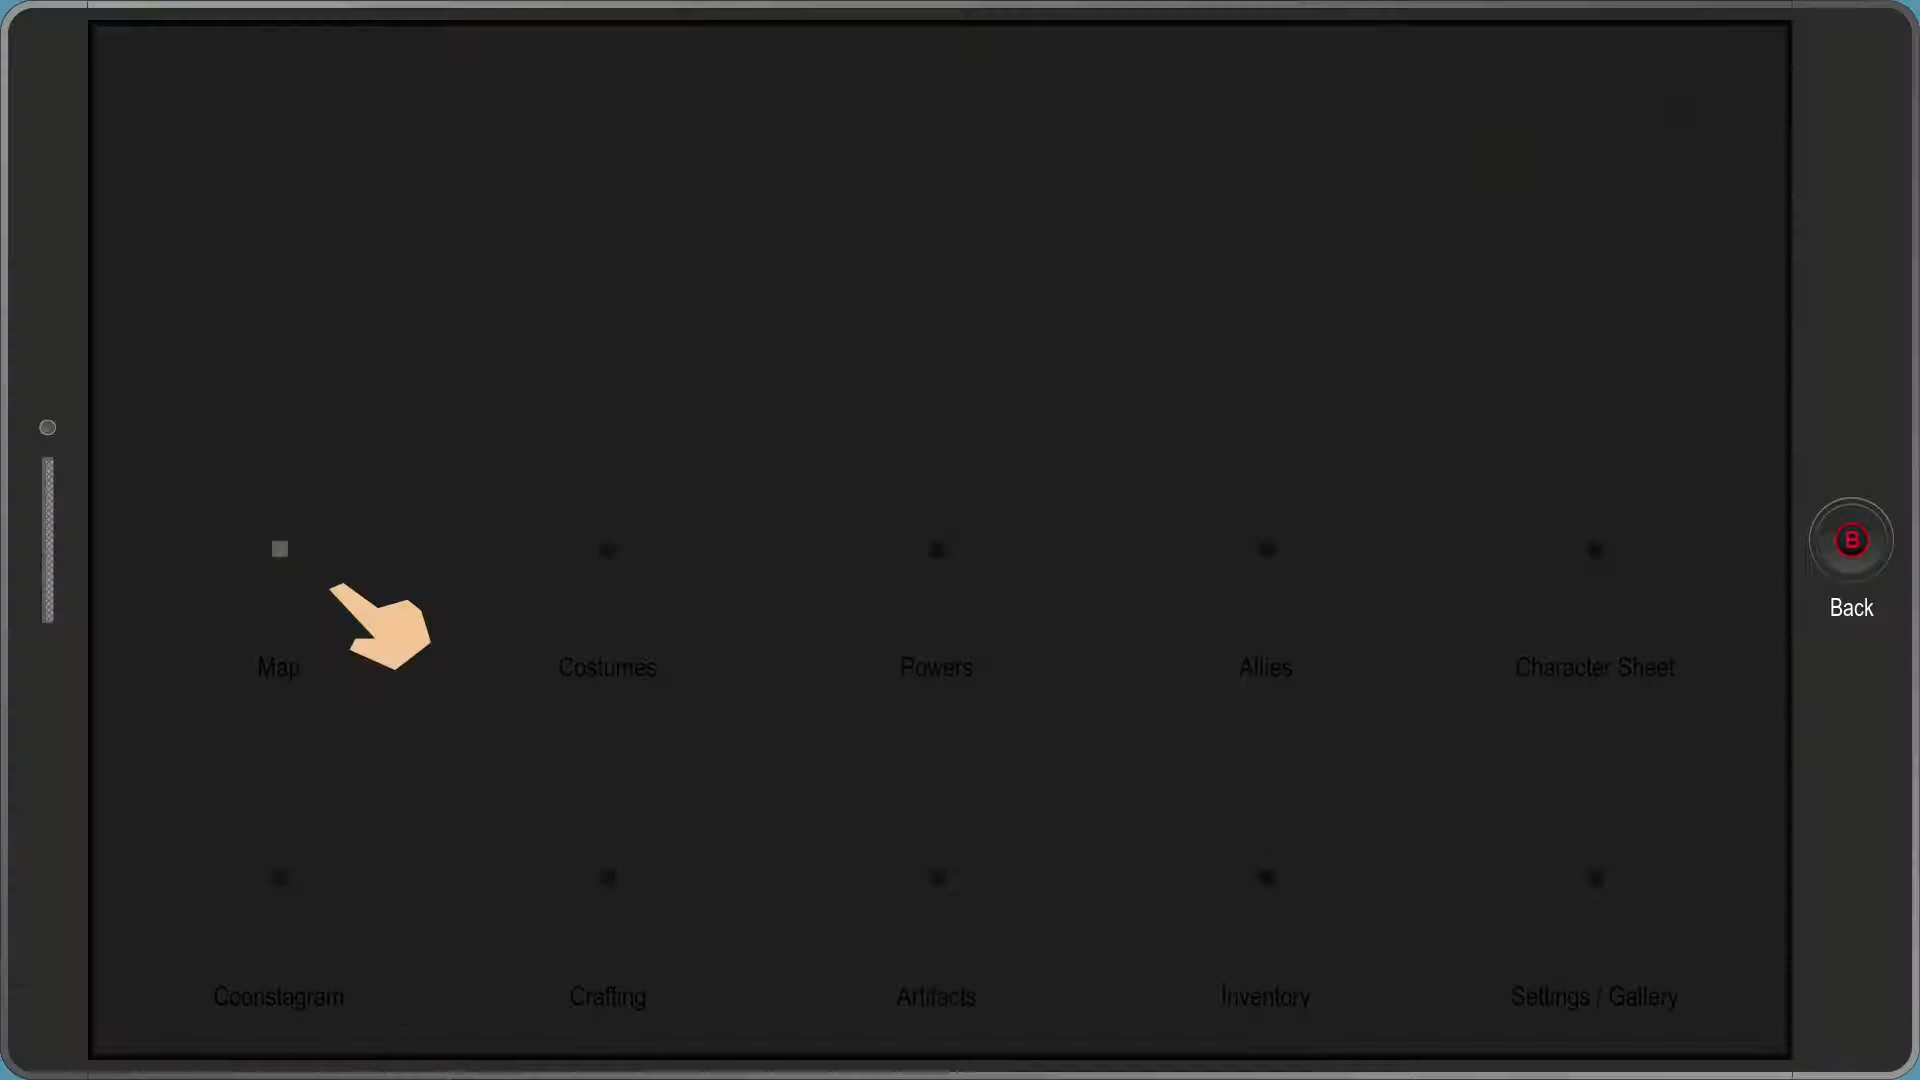 B
Back
Map
Costumes
Powers
Allies
Character Sheet
Coonstagram
Crafting
Artifacts
Inventory
Settings / Gallery